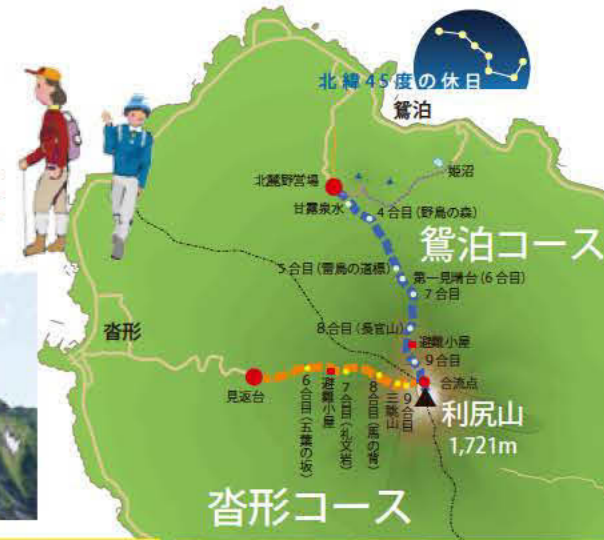 北緯45度の休日
鴛泊
姫沼
北麓野営場
甘露泉水
4合目(野鳥の森)
鴛泊コース
5合目(雷鳥の道標)
第一見晴台(6合目)
7合目
8合目(長官山)
避難小屋
9合目
合流点
利尻山
1,721m
沓形
見返台
6合目(五葉の坂)
避難小屋
7合目(礼文岩)
8合目(馬の背)
三眺山
9合目
沓形コース